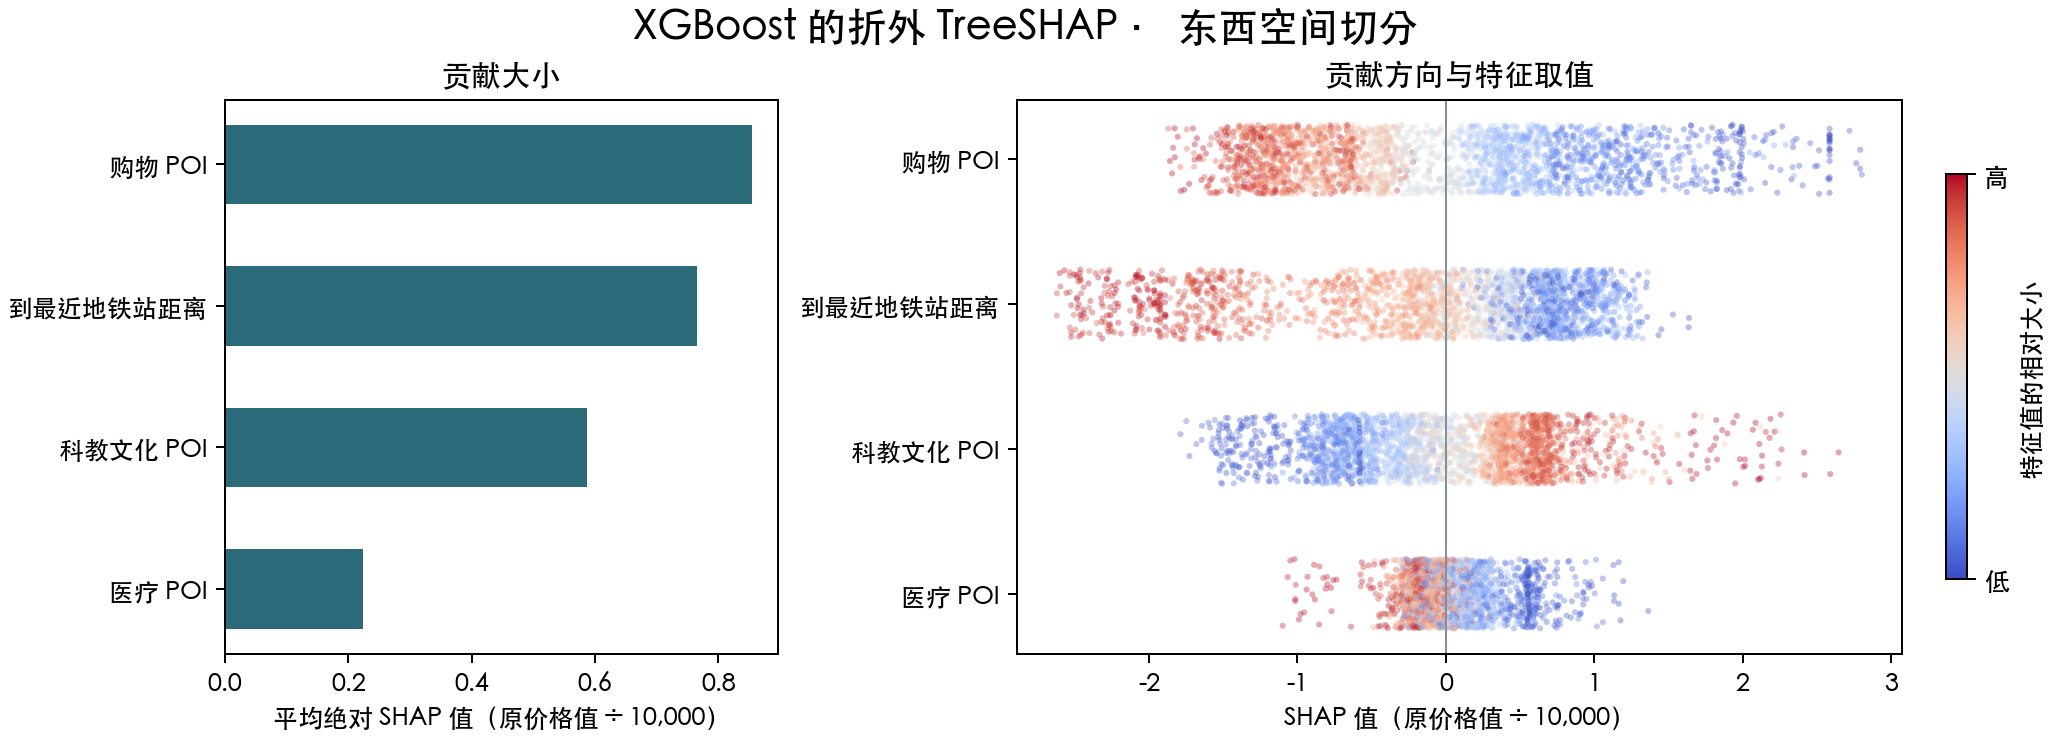 XGBoost 的折外 TreeSHAP · 东西空间切分
贡献大小
购物 POI
到最近地铁站距离
科教文化 POI
医疗 POI
0.0 0.2 0.4 0.6 0.8
平均绝对 SHAP 值（原价格值 ÷ 10,000）
贡献方向与特征取值
购物 POI
到最近地铁站距离
科教文化 POI
医疗 POI
-2 -1 0 1 2 3
SHAP 值（原价格值 ÷ 10,000）
高
特征值的相对大小
低